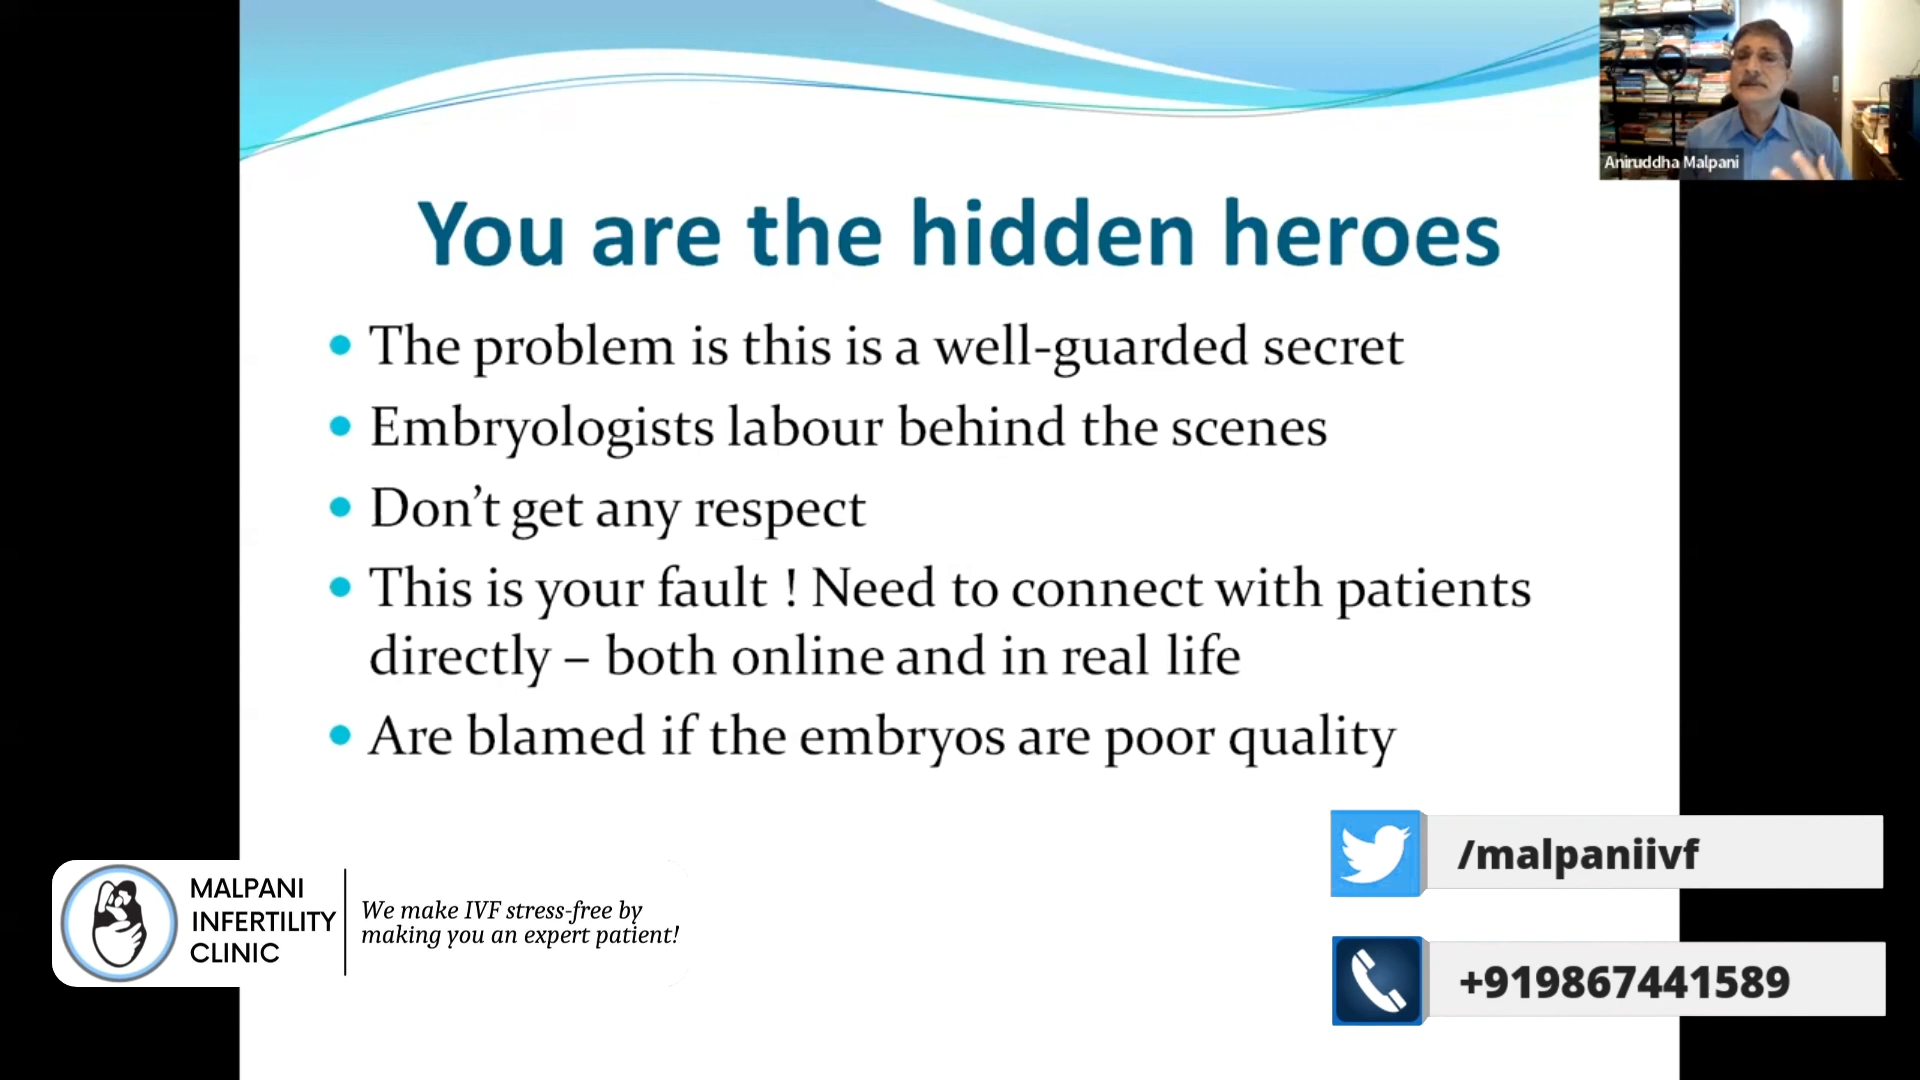 Aniruddha Malpani
You are the hidden heroes
The problem is this is a well-guarded secret
Embryologists labour behind the scenes
Don’t get any respect
This is your fault ! Need to connect with patients
directly – both online and in real life
Are blamed if the embryos are poor quality
/malpaniivf
MALPANI
INFERTILITY
CLINIC
We make IVF stress-free by
making you an expert patient!
+919867441589